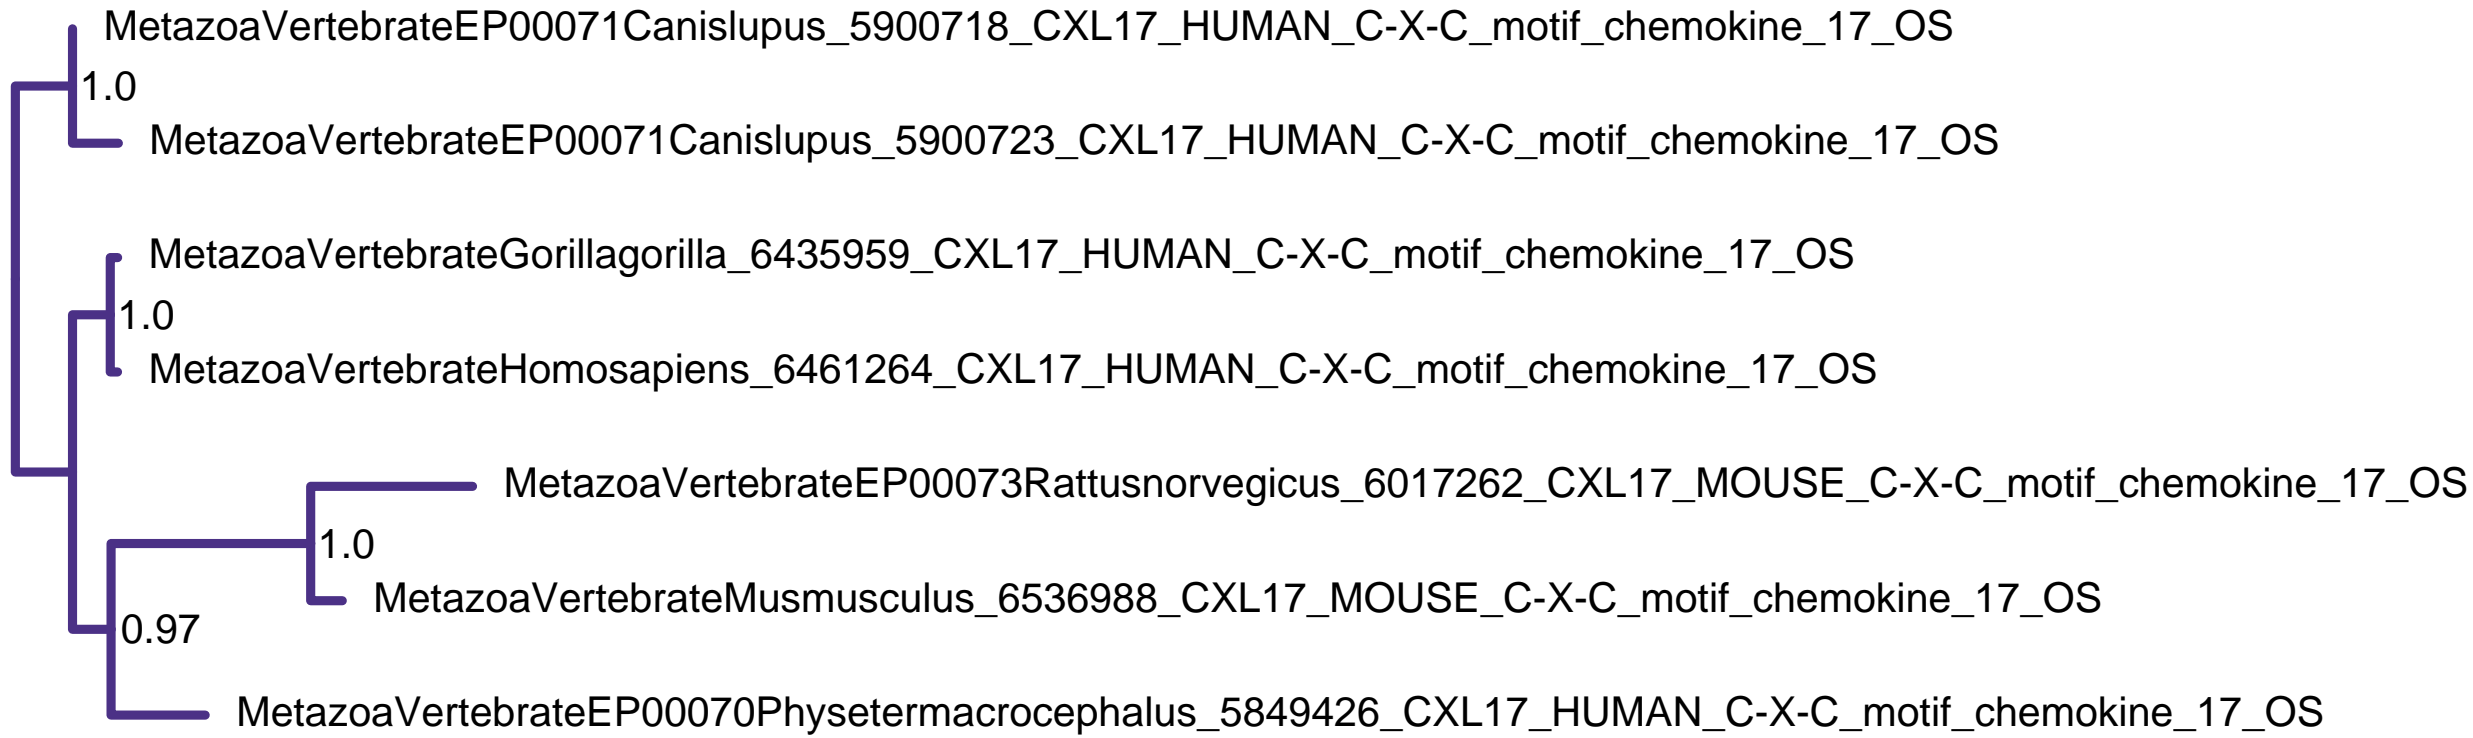 MetazoaVertebrateEP00071Canislupus_5900718_CXL17_HUMAN_C-X-C_motif_chemokine_17_OS
1.0
MetazoaVertebrateEP00071Canislupus_5900723_CXL17_HUMAN_C-X-C_motif_chemokine_17_OS
MetazoaVertebrateGorillagorilla_6435959_CXL17_HUMAN_C-X-C_motif_chemokine_17_OS
1.0
MetazoaVertebrateHomosapiens_6461264_CXL17_HUMAN_C-X-C_motif_chemokine_17_OS
MetazoaVertebrateEP00073Rattusnorvegicus_6017262_CXL17_MOUSE_C-X-C_motif_chemokine_17_OS
1.0
MetazoaVertebrateMusmusculus_6536988_CXL17_MOUSE_C-X-C_motif_chemokine_17_OS
0.97
MetazoaVertebrateEP00070Physetermacrocephalus_5849426_CXL17_HUMAN_C-X-C_motif_chemokine_17_OS